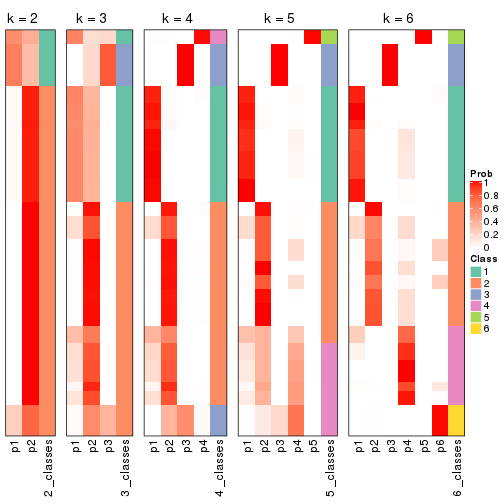 k = 2
k = 3
k = 4
k = 5
k = 6
Prob
1
0.8
0.6
0.4
0.2
0
Class
1
2
3
4
5
6
p1
p2
2_classes
p1
p2
p3
3_classes
p1
p2
p3
p4
4_classes
p1
p2
p3
p4
p5
5_classes
p1
p2
p3
p4
p5
p6
6_classes